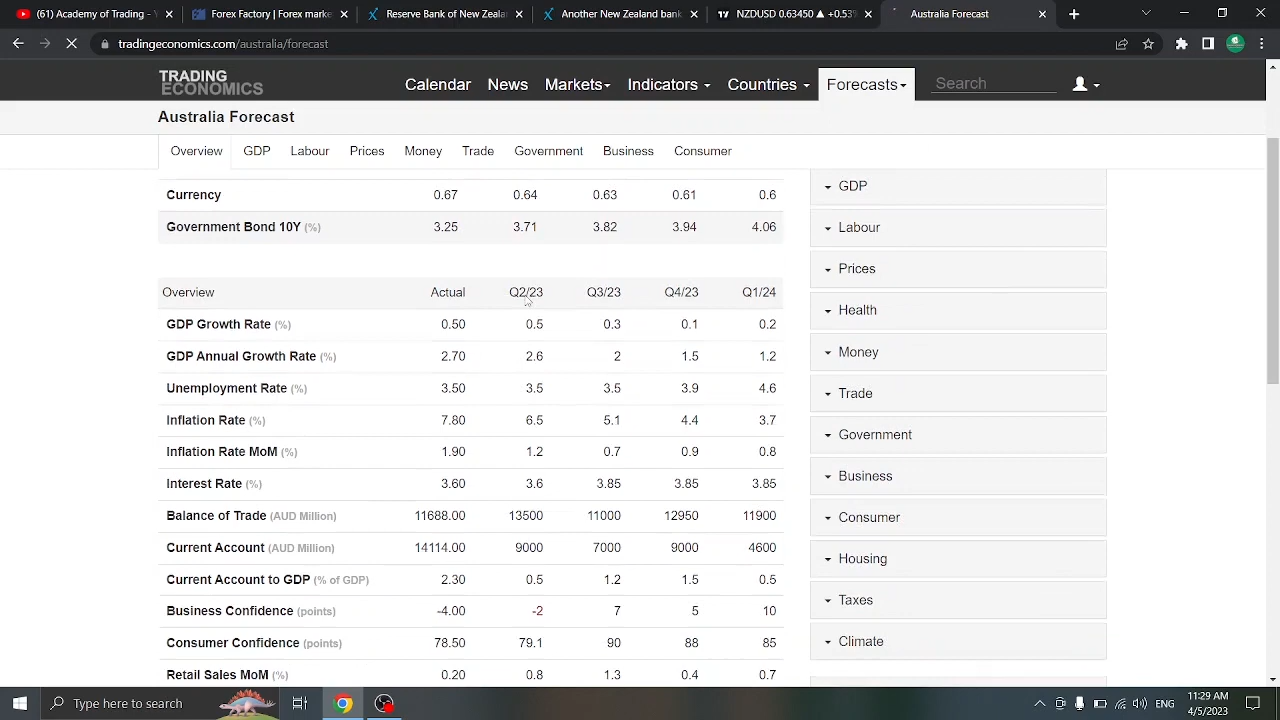 (61) Academy of Trading - Y
Forex Factory | Forex marke
Reserve Bank of New Zealan
Another New Zealand bank
NZDUSD 0.63450 ▲ +0.53%
Australia Forecast
tradingeconomics.com/australia/forecast
TRADING ECONOMICS
Calendar News Markets Indicators Countries Forecasts Search
Australia Forecast
Overview GDP Labour Prices Money Trade Government Business Consumer
Currency 0.67 0.64 0.63 0.61 0.6
Government Bond 10Y (%) 3.25 3.71 3.82 3.94 4.06
Overview Actual Q2/23 Q3/23 Q4/23 Q1/24
GDP Growth Rate (%) 0.50 0.5 0.3 0.1 0.2
GDP Annual Growth Rate (%) 2.70 2.6 2 1.5 1.2
Unemployment Rate (%) 3.50 3.5 3.5 3.9 4.6
Inflation Rate (%) 7.80 6.5 5.1 4.4 3.7
Inflation Rate MoM (%) 1.90 1.2 0.7 0.9 0.8
Interest Rate (%) 3.60 3.6 3.85 3.85 3.85
Balance of Trade (AUD Million) 11688.00 13500 11000 12950 11900
Current Account (AUD Million) 14114.00 9000 7000 9000 4600
Current Account to GDP (% of GDP) 2.30 0.5 1.2 1.5 0.5
Business Confidence (points) -4.00 -2 7 5 10
Consumer Confidence (points) 78.50 79.1 90 88 85
Retail Sales MoM (%) 0.20 0.8 1.3 0.4 0.7
GDP
Labour
Prices
Health
Money
Trade
Government
Business
Consumer
Housing
Taxes
Climate
Type here to search
ENG
11:29 AM
4/5/2023